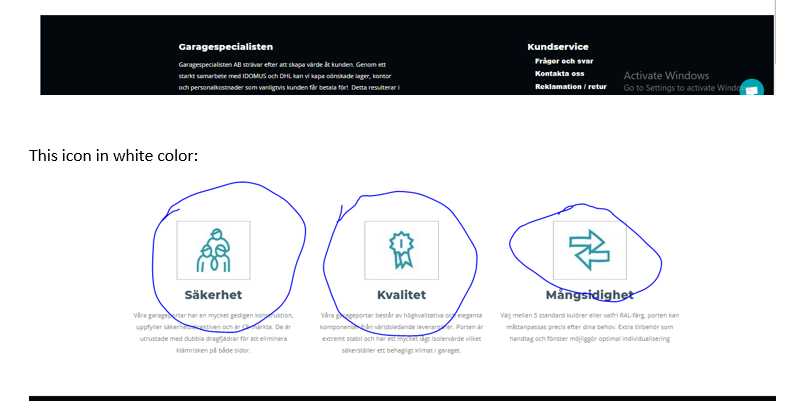 Garagespecialisten
Kundservice
Garagespecialisten AB strävar efter att skapa värde åt kunden. Genom ett
starkt samarbete med IDOMUS och DHL kan vi kapa oönskade lager, kontor
och personalkostnader som vanligtvis kunden får betala för! Detta resulterar i
Frågor och svar
Kontakta oss
Reklamation / retur
Activate Windows
Go to Settings to activate Windo
This icon in white color:
Säkerhet
Våra garageportar har en mycket gedigen konstruktion,
uppfyller säkerhetsdirektiven och är CE-märkta. De är
utrustade med dubbla dragfjädrar för att eliminera
klämrisken på både sidor.
Kvalitet
Våra garageportar består av högkvalitativa och eleganta
komponenter från världsledande leverantörer. Porten är
extremt stabil och har ett mycket lågt isolervärde vilket
säkerställer ett behagligt klimat i garaget.
Mångsidighet
Välj mellan 5 standard kulörer eller valfri RAL-färg, porten kan
måttanpassas precis efter dina behov. Extra tillbehör som
handtag och fönster möjliggör optimal individualisering